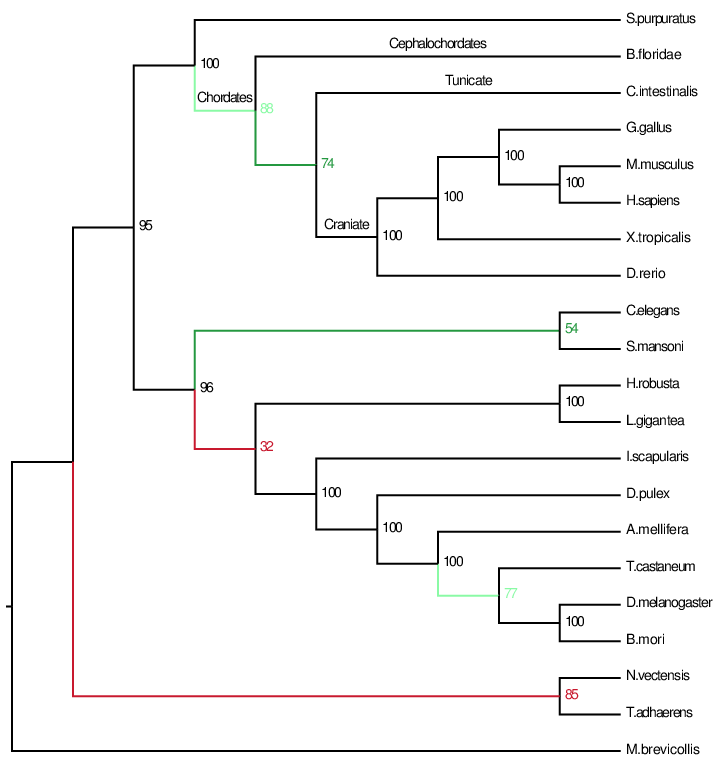 S.purpuratus
Cephalochordates
B.floridae
100
Tunicate
C.intestinalis
Chordates
88
G.gallus
100
M.musculus
74
100
H.sapiens
100
Craniate
100
X.tropicalis
95
D.rerio
C.elegans
54
S.mansoni
H.robusta
96
100
L.gigantea
32
I.scapularis
100
D.pulex
100
A.mellifera
100
T.castaneum
77
D.melanogaster
100
B.mori
N.vectensis
85
T.adhaerens
M.brevicollis